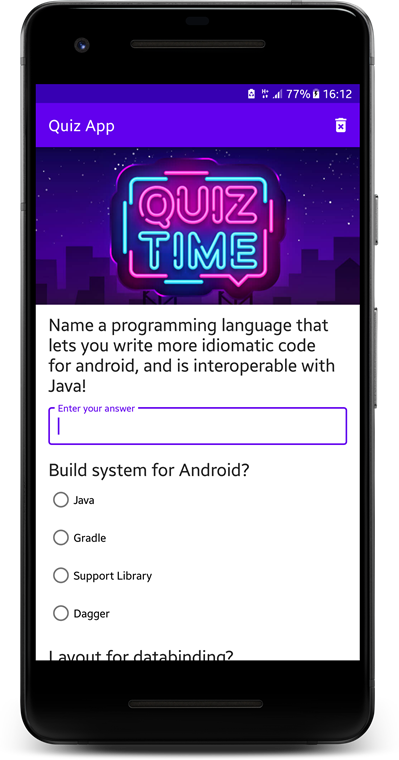 77% 16:12
Quiz App
QUIZ
TIME
Name a programming language that
lets you write more idiomatic code
for android, and is interoperable with
Java!
Enter your answer
Build system for Android?
Java
Gradle
Support Library
Dagger
Layout for databinding?